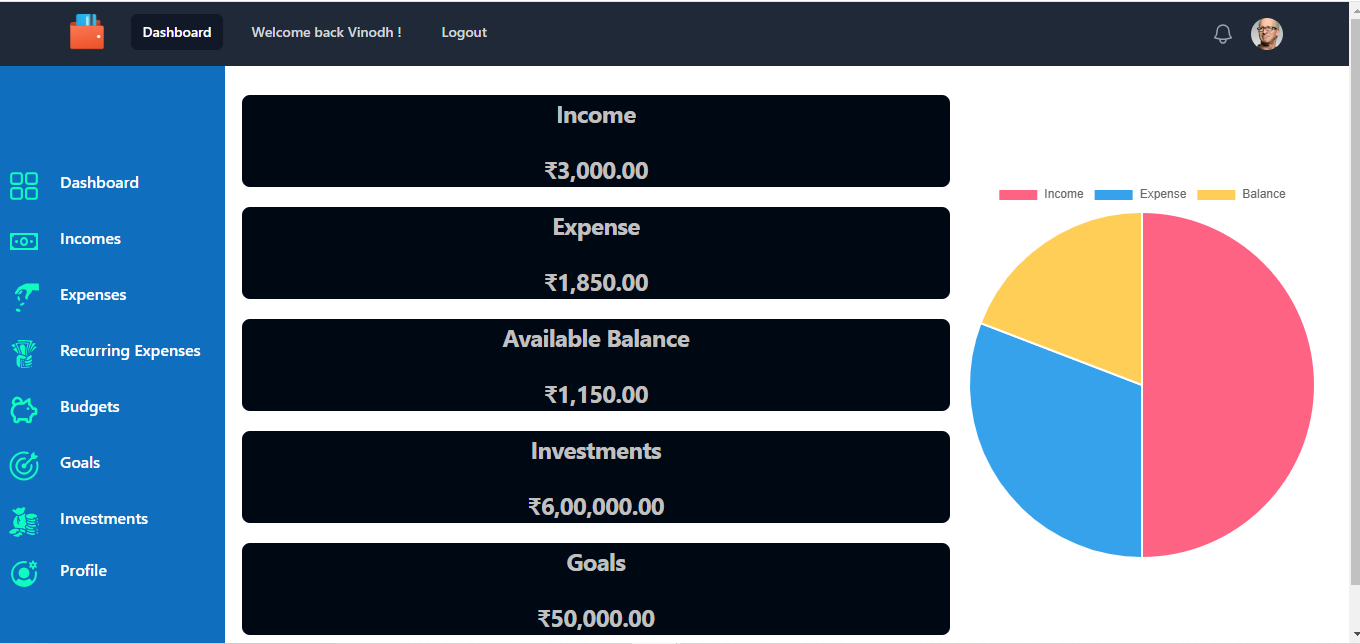 Dashboard
Welcome back Vinodh !
Logout
Dashboard
Incomes
Expenses
Recurring Expenses
Budgets
Goals
Investments
Profile
Income
₹3,000.00
Expense
₹1,850.00
Available Balance
₹1,150.00
Investments
₹6,00,000.00
Goals
₹50,000.00
Income
Expense
Balance